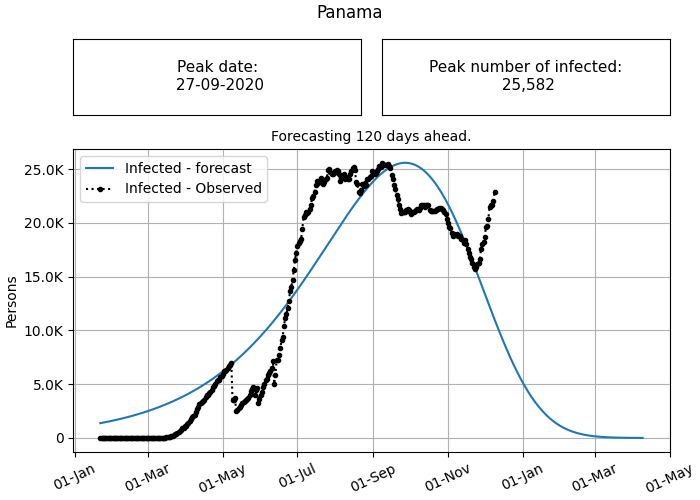 Panama
Peak date:
27-09-2020
Peak number of infected:
25,582
Forecasting 120 days ahead.
Infected - forecast
Infected - Observed
Persons
25.0K
20.0K
15.0K
10.0K
5.0K
0
01-Jan
01-Mar
01-May
01-Jul
01-Sep
01-Nov
01-Jan
01-Mar
01-May